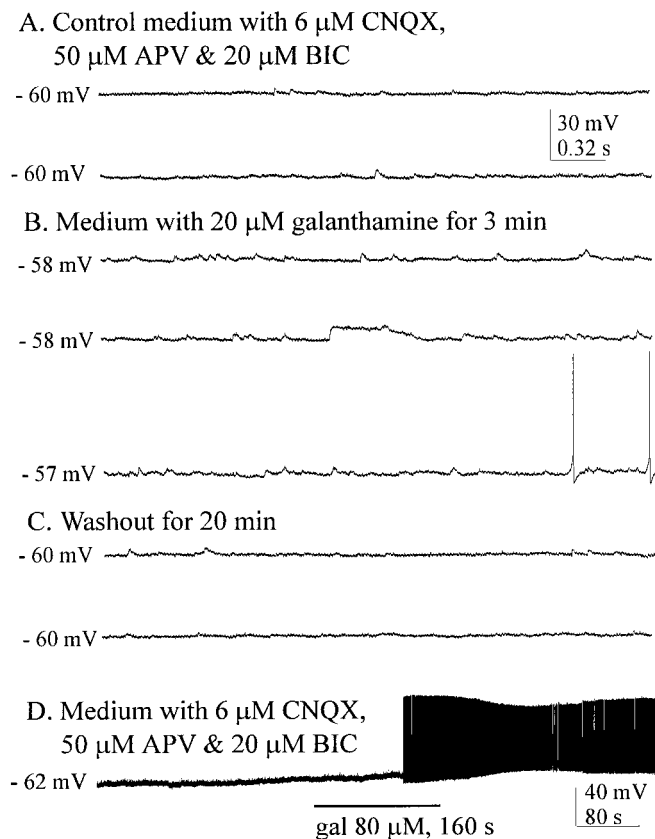 A. Control medium with 6 μM CNQX,
50 μM APV & 20 μM BIC
- 60 mV
30 mV
0.32 s
- 60 mV
B. Medium with 20 μM galanthamine for 3 min
- 58 mV
- 58 mV
- 57 mV
C. Washout for 20 min
- 60 mV
- 60 mV
D. Medium with 6 μM CNQX,
50 μM APV & 20 μM BIC
- 62 mV
40 mV
80 s
gal 80 μM, 160 s